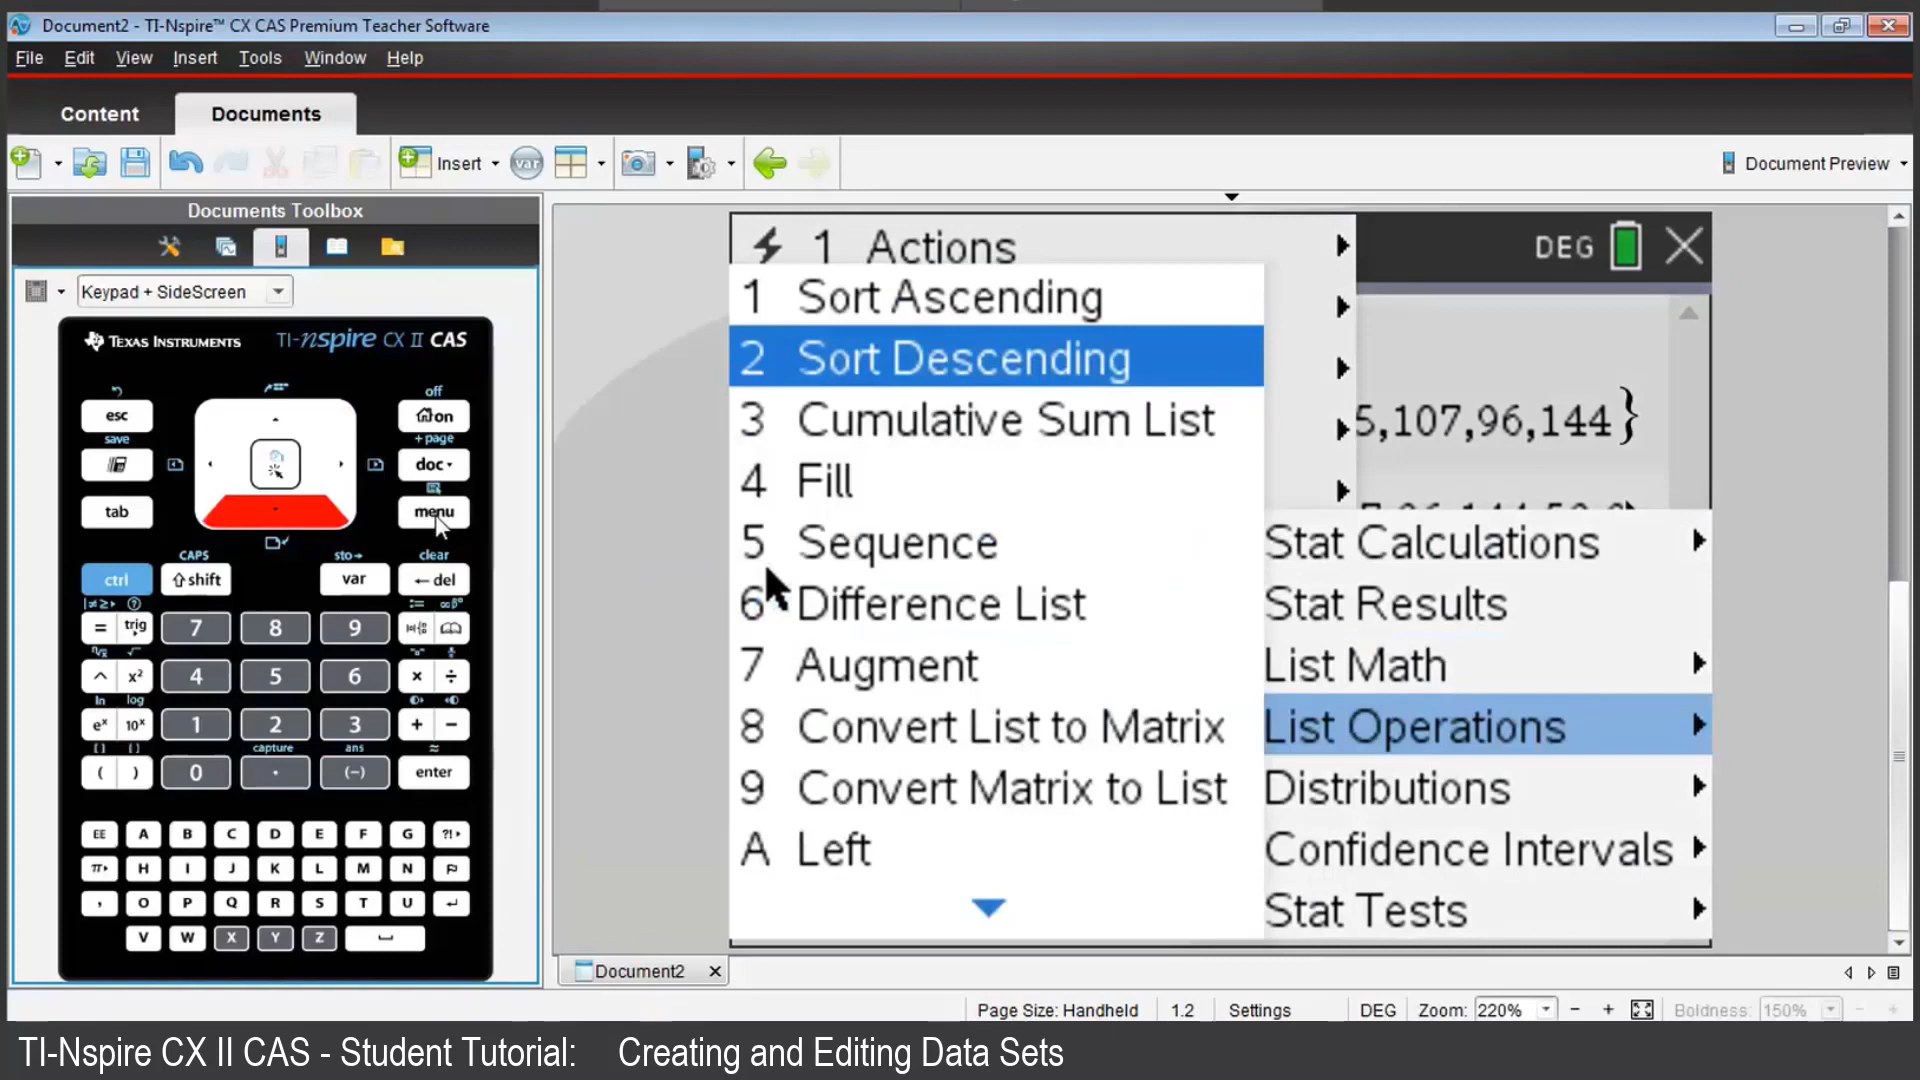 Document2 - TI-Nspire™ CX CAS Premium Teacher Software
File Edit View Insert Tools Window Help
Content Documents
Insert var Document Preview
Documents Toolbox
Keypad + SideScreen
TEXAS INSTRUMENTS TI-nspire CX II CAS
off
esc on
save + page
doc
tab menu
CAPS sto→ clear
ctrl shift var ←del
= trig 7 8 9
^ x² 4 5 6 × ÷
ln log
eˣ 10ˣ 1 2 3 + −
[ ] { } capture ans ≈
( ) 0 . (−) enter
EE A B C D E F G ?!
π H I J K L M N
, O P Q R S T U
V W X Y Z
1 Actions
DEG
1 Sort Ascending
2 Sort Descending
3 Cumulative Sum List
5,107,96,144}
4 Fill
5 Sequence
6 Difference List
7 Augment
8 Convert List to Matrix
9 Convert Matrix to List
A Left
Stat Calculations
Stat Results
List Math
List Operations
Distributions
Confidence Intervals
Stat Tests
Document2
Page Size: Handheld 1.2 Settings DEG Zoom: 220% − + Boldness: 150% − +
TI-Nspire CX II CAS - Student Tutorial: Creating and Editing Data Sets